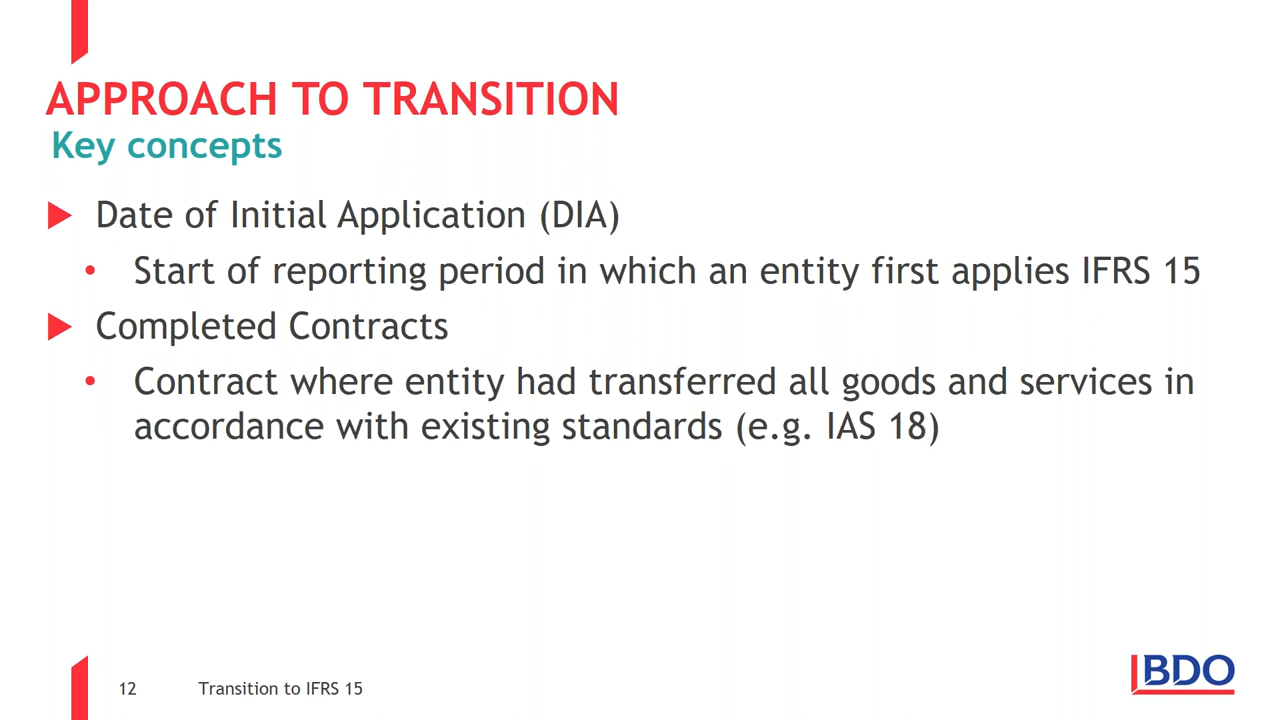 APPROACH TO TRANSITION
Key concepts
Date of Initial Application (DIA)
Start of reporting period in which an entity first applies IFRS 15
Completed Contracts
Contract where entity had transferred all goods and services in
accordance with existing standards (e.g. IAS 18)
12 Transition to IFRS 15
BDO